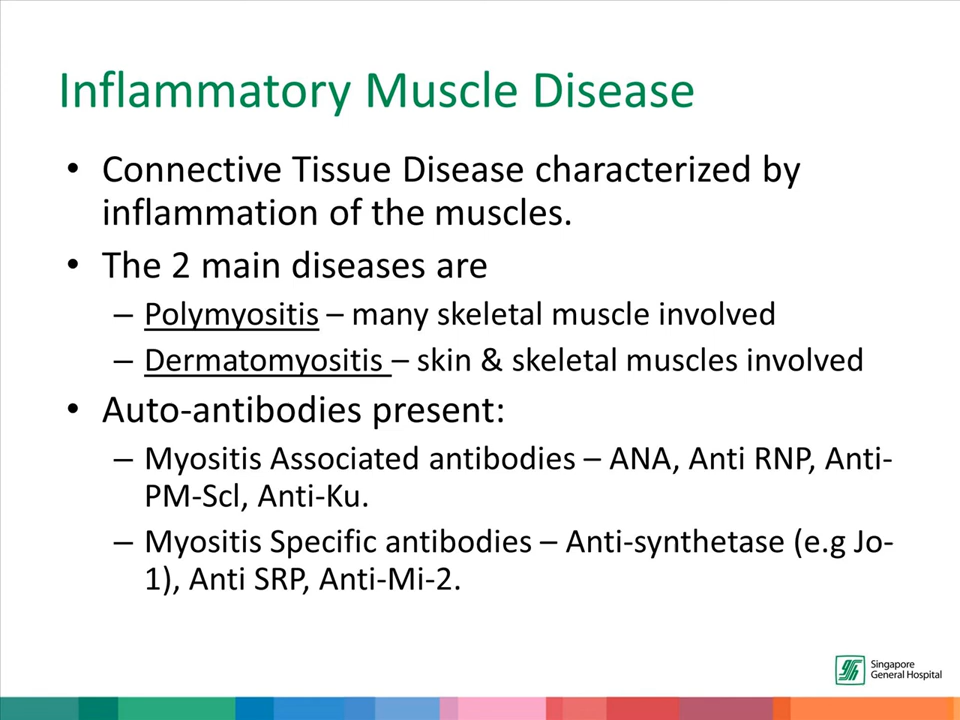 Inflammatory Muscle Disease
• Connective Tissue Disease characterized by
inflammation of the muscles.
• The 2 main diseases are
– Polymyositis – many skeletal muscle involved
– Dermatomyositis – skin & skeletal muscles involved
• Auto-antibodies present:
– Myositis Associated antibodies – ANA, Anti RNP, Anti-
PM-Scl, Anti-Ku.
– Myositis Specific antibodies – Anti-synthetase (e.g Jo-
1), Anti SRP, Anti-Mi-2.
Singapore
General Hospital